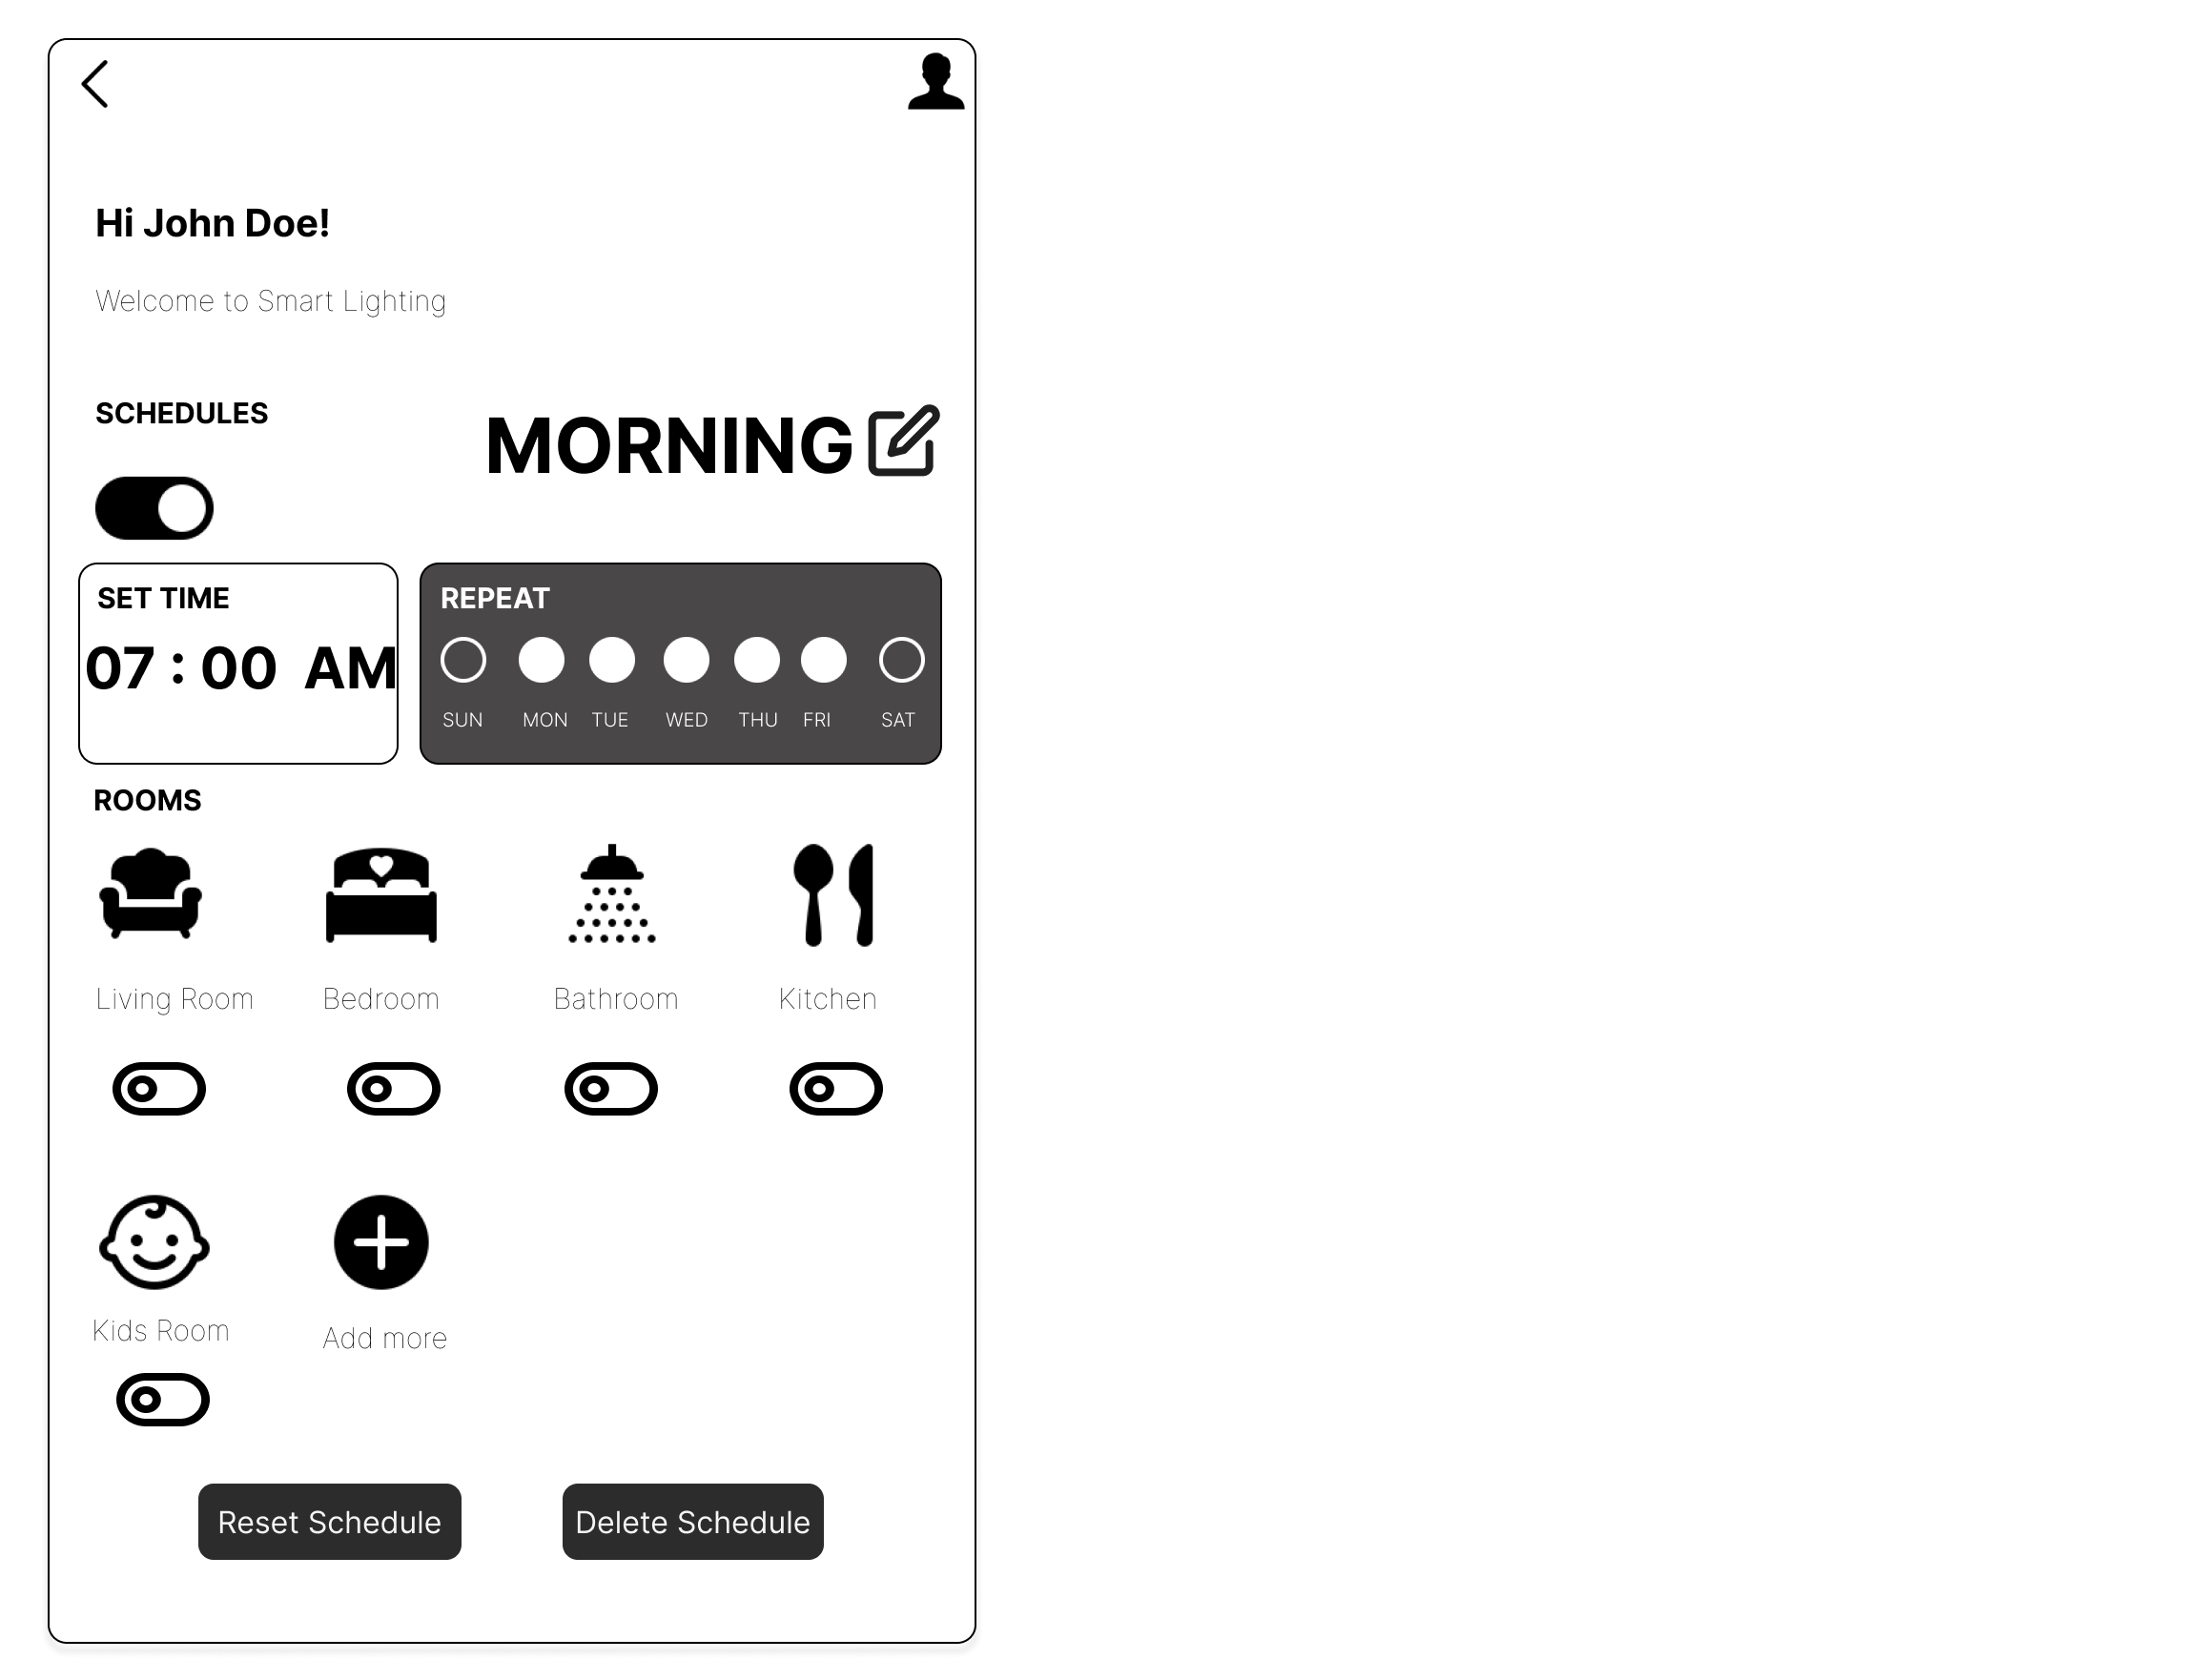 Hi John Doe!
Welcome to Smart Lighting
SCHEDULES
MORNING
SET TIME
07 : 00 AM
REPEAT
SUN MON TUE WED THU FRI SAT
ROOMS
Living Room Bedroom Bathroom Kitchen
Kids Room Add more
Reset Schedule Delete Schedule